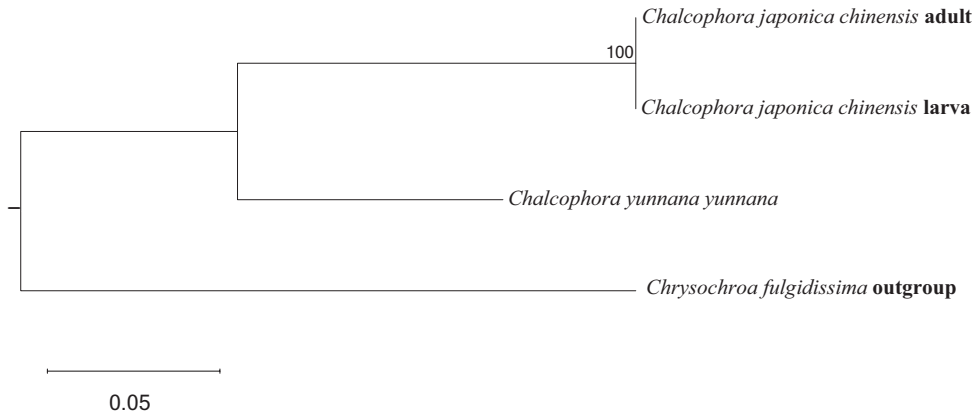 Chalcophora japonica chinensis adult
100
Chalcophora japonica chinensis larva
Chalcophora yunnana yunnana
Chrysochroa fulgidissima outgroup
0.05